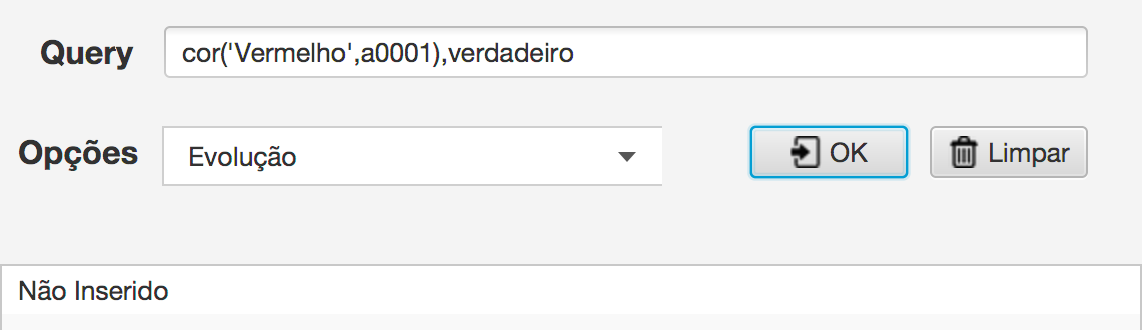 Query cor('Vermelho',a0001),verdadeiro
Opções Evolução OK Limpar
Não Inserido